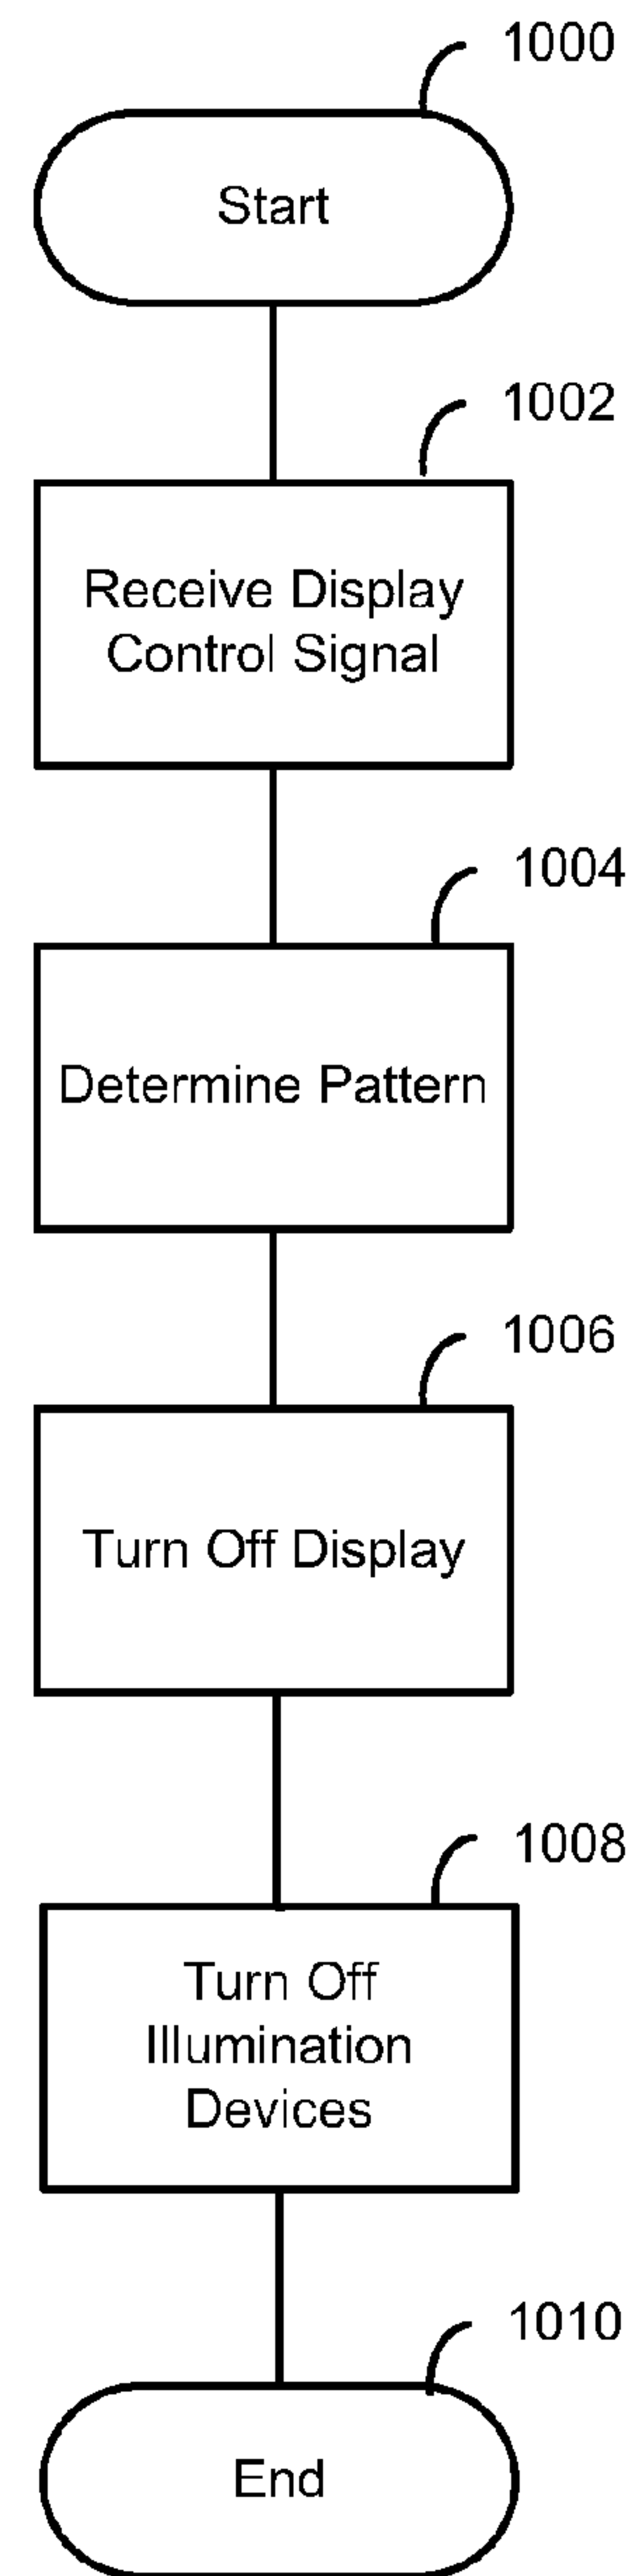 1000
Start
1002
Receive Display
Control Signal
1004
Determine Pattern
1006
Turn Off Display
1008
Turn Off
Illumination
Devices
1010
End